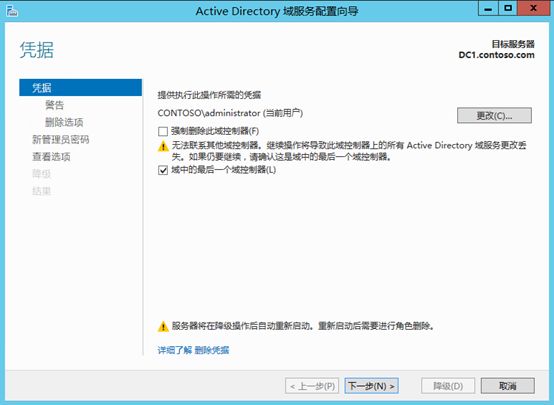 Active Directory 域服务配置向导
凭据
目标服务器
DC1.contoso.com
凭据
警告
删除选项
新管理员密码
查看选项
降级
结果
提供执行此操作所需的凭据
CONTOSO\administrator (当前用户)
更改(C)...
强制删除此域控制器(F)
无法联系其他域控制器。继续操作将导致此域控制器上的所有 Active Directory 域服务更改丢
失。如果仍要继续，请确认这是域中的最后一个域控制器。
域中的最后一个域控制器(L)
服务器将在降级操作后自动重新启动。重新启动后需要进行角色删除。
详细了解 删除凭据
< 上一步(P)
下一步(N) >
降级(D)
取消